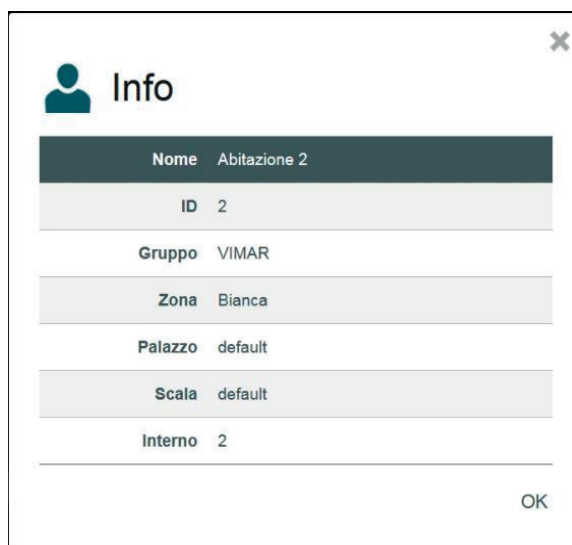 Info
Nome Abitazione 2
ID 2
Gruppo VIMAR
Zona Bianca
Palazzo default
Scala default
Interno 2
OK